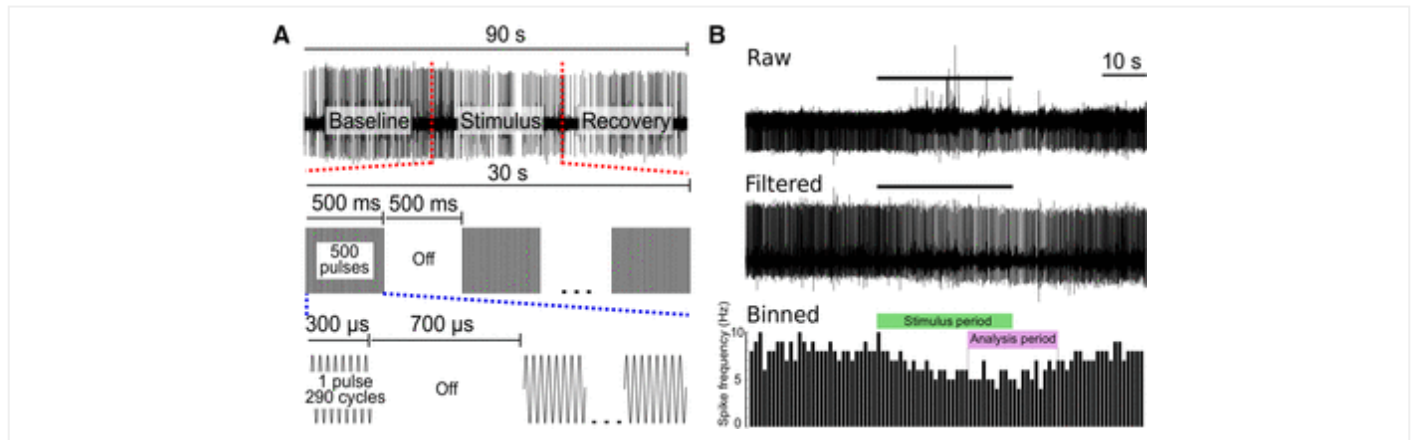 A
90 s
Baseline
Stimulus
Recovery
30 s
500 ms 500 ms
500
pulses
Off
300 µs
700 µs
1 pulse
290 cycles
Off
B
Raw
10 s
Filtered
Binned
Stimulus period
Analysis period
Spike frequency (Hz)
10
5
0